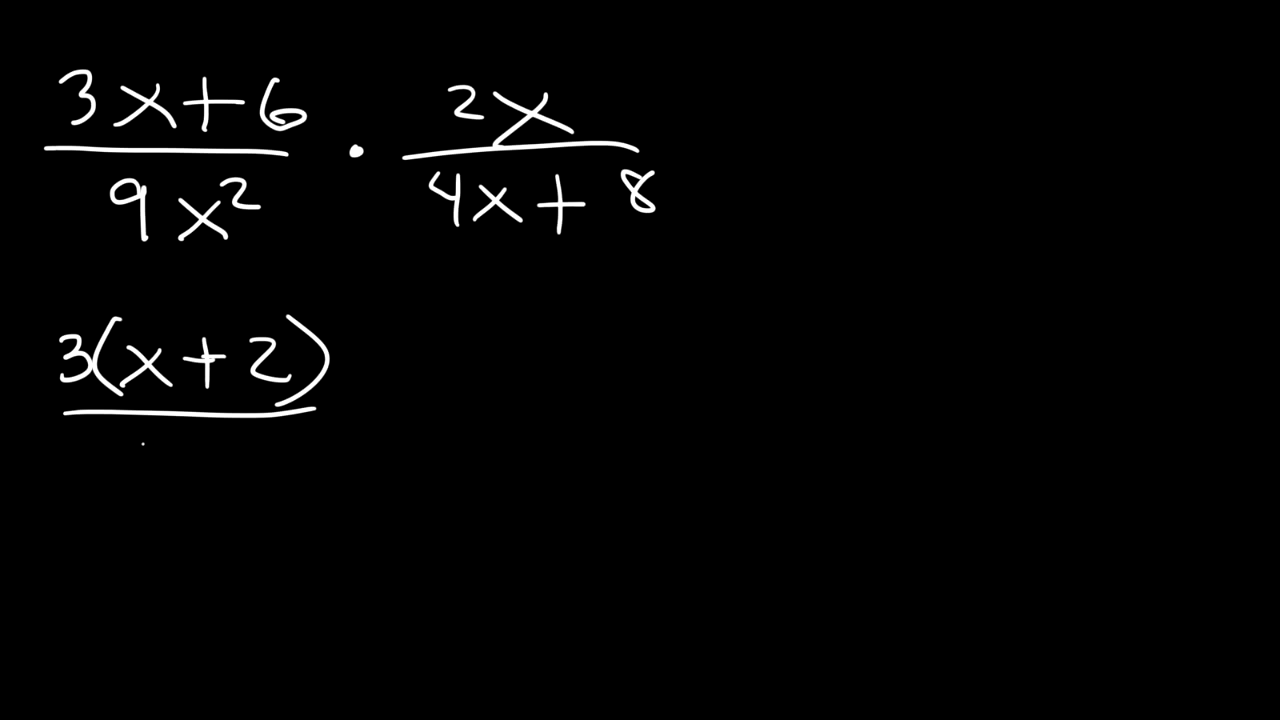 3x+6 2x
9x² · 4x+8
3(x+2)